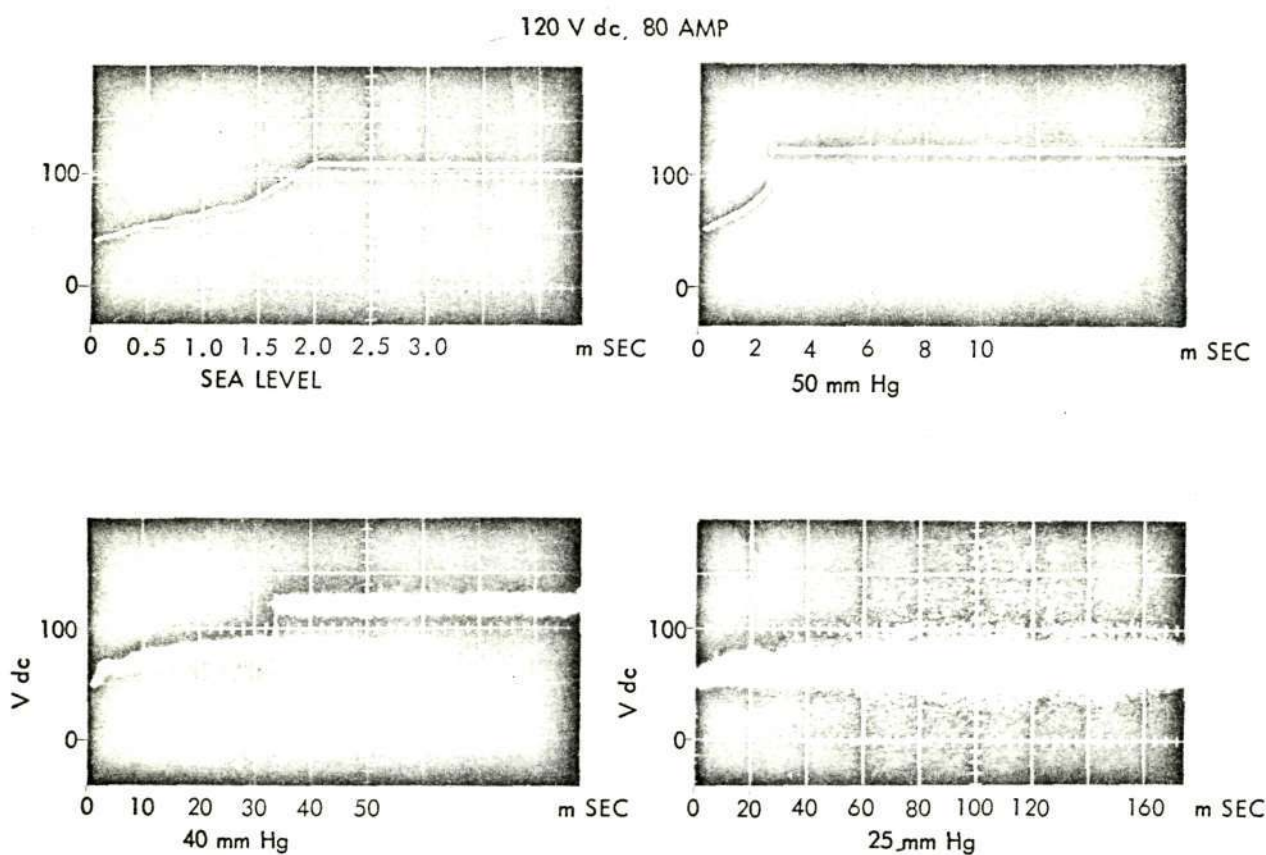 120 V dc, 80 AMP
100
0
0 0.5 1.0 1.5 2.0 2.5 3.0 m SEC
SEA LEVEL
100
0
0 2 4 6 8 10 m SEC
50 mm Hg
V dc
100
0
0 10 20 30 40 50 m SEC
40 mm Hg
V dc
100
0
0 20 40 60 80 100 120 160 m SEC
25 mm Hg